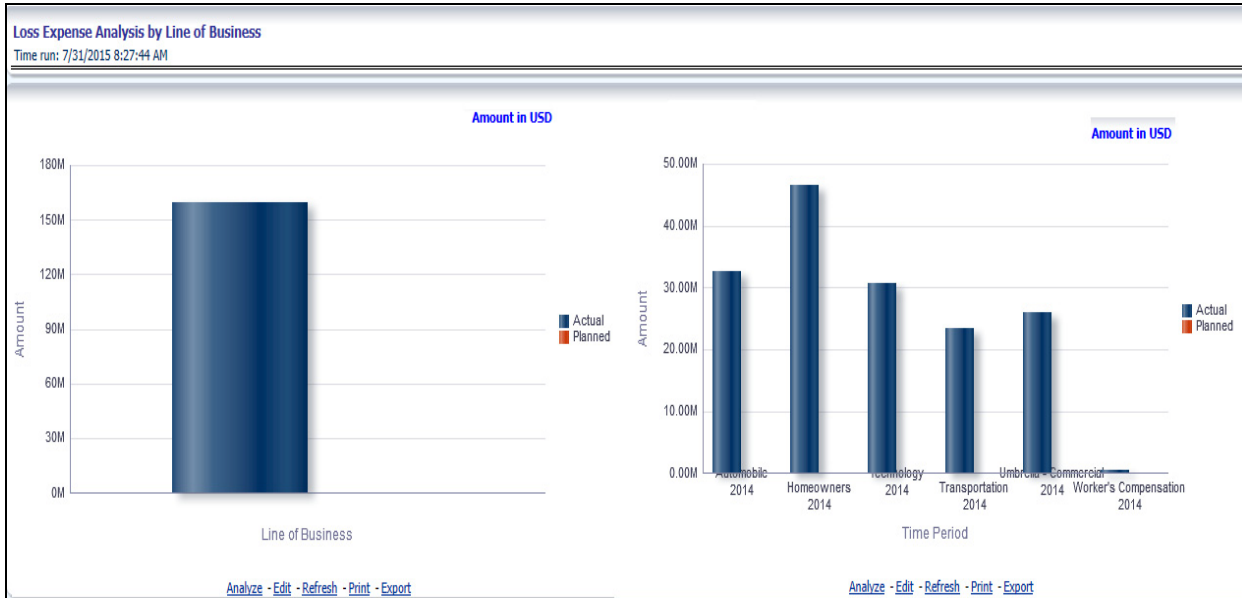 Loss Expense Analysis by Line of Business
Time run: 7/31/2015 8:27:44 AM
Amount in USD
180M
150M
120M
90M
60M
30M
0M
Amount
Line of Business
Actual
Planned
Analyze - Edit - Refresh - Print - Export
Amount in USD
50.00M
40.00M
30.00M
20.00M
10.00M
0.00M
Amount
Automobile
2014
Homeowners
2014
Technology
2014
Transportation
2014
Umbrella - Commercial
2014
Worker's Compensation
2014
Time Period
Actual
Planned
Analyze - Edit - Refresh - Print - Export